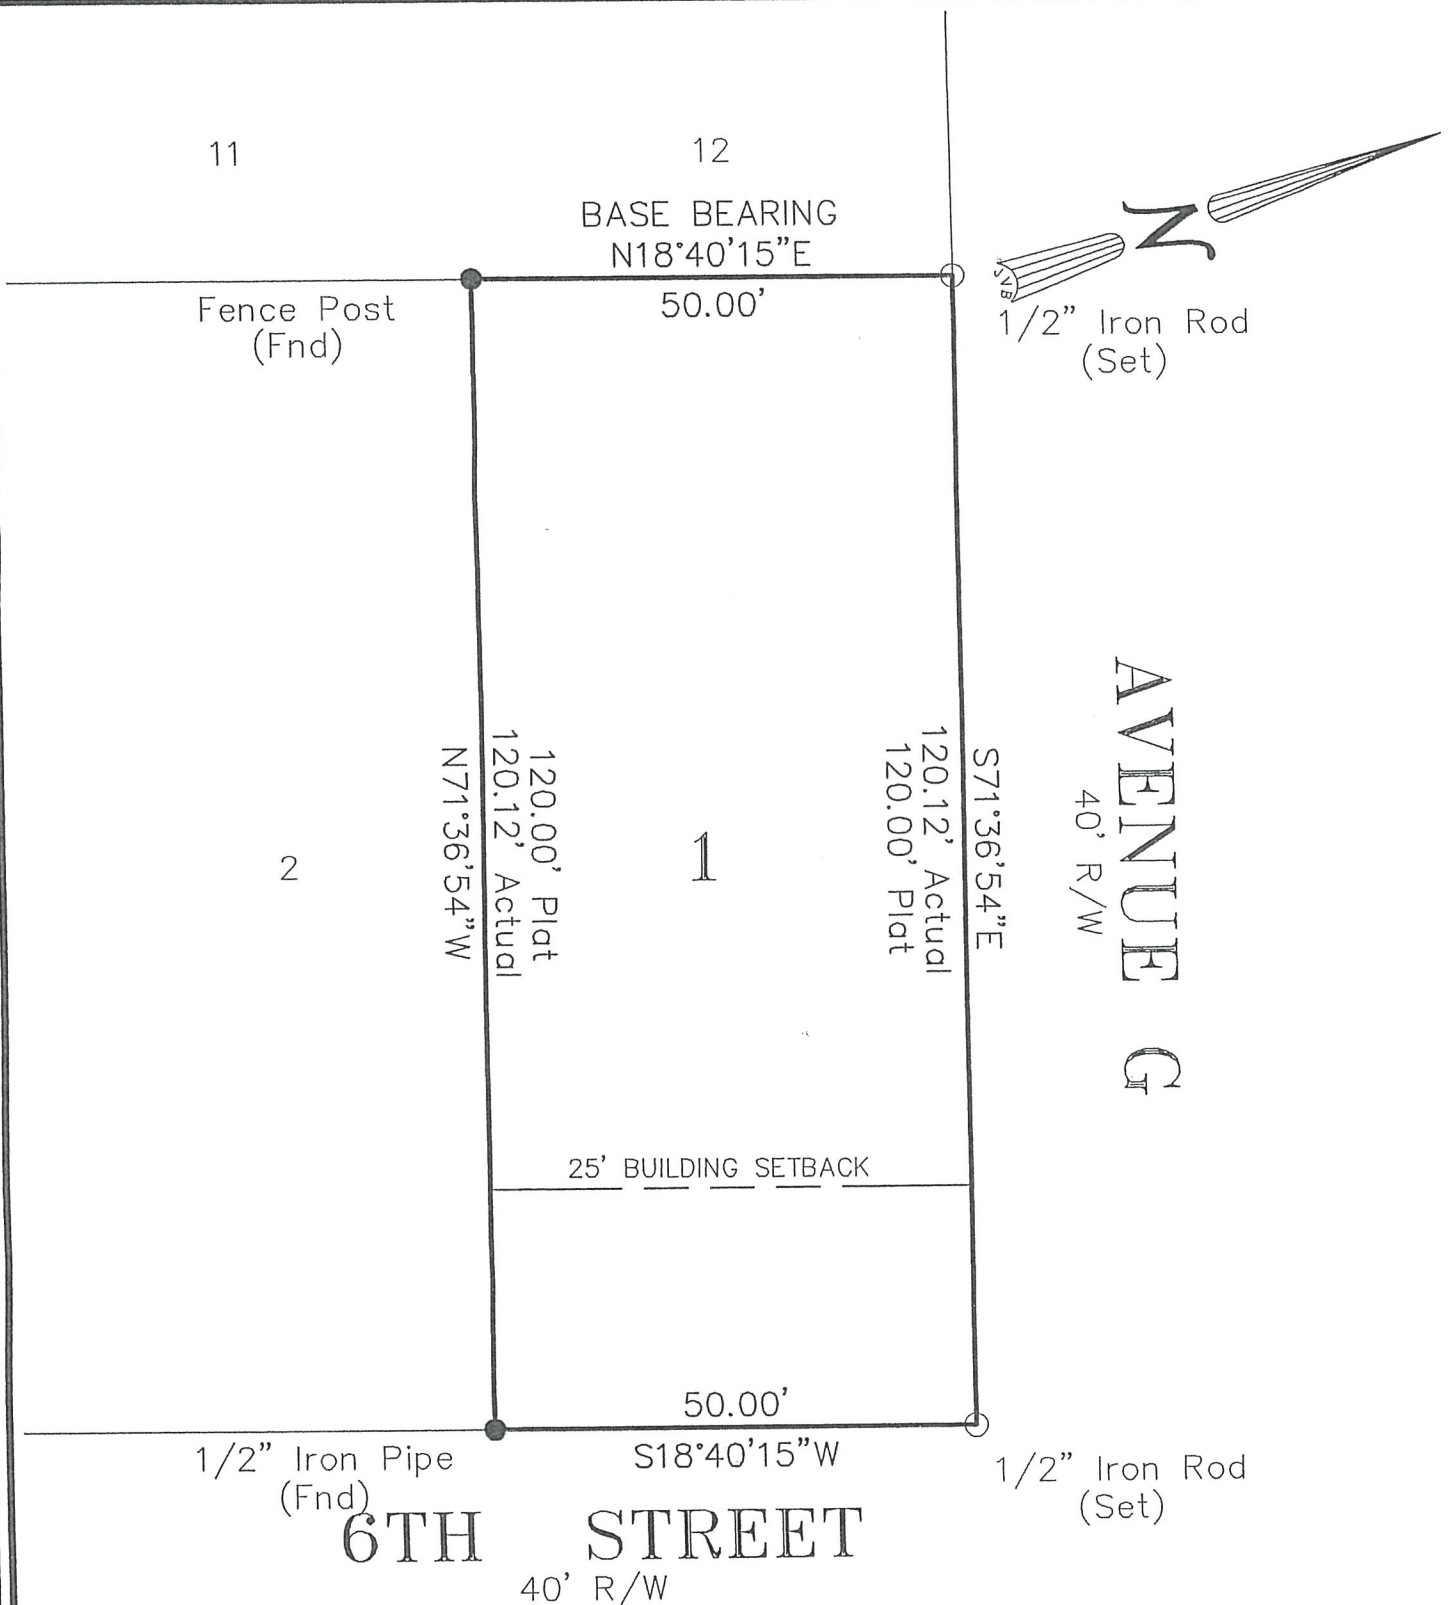 11
12
BASE BEARING
N18°40'15"E
50.00'
N
JVB
Fence Post
(Fnd)
1/2" Iron Rod
(Set)
120.00' Plat
120.12' Actual
N71°36'54"W
S71°36'54"E
120.12' Actual
120.00' Plat
AVENUE G
40' R/W
2
1
25' BUILDING SETBACK
50.00'
S18°40'15"W
1/2" Iron Pipe
(Fnd)
1/2" Iron Rod
(Set)
6TH STREET
40' R/W